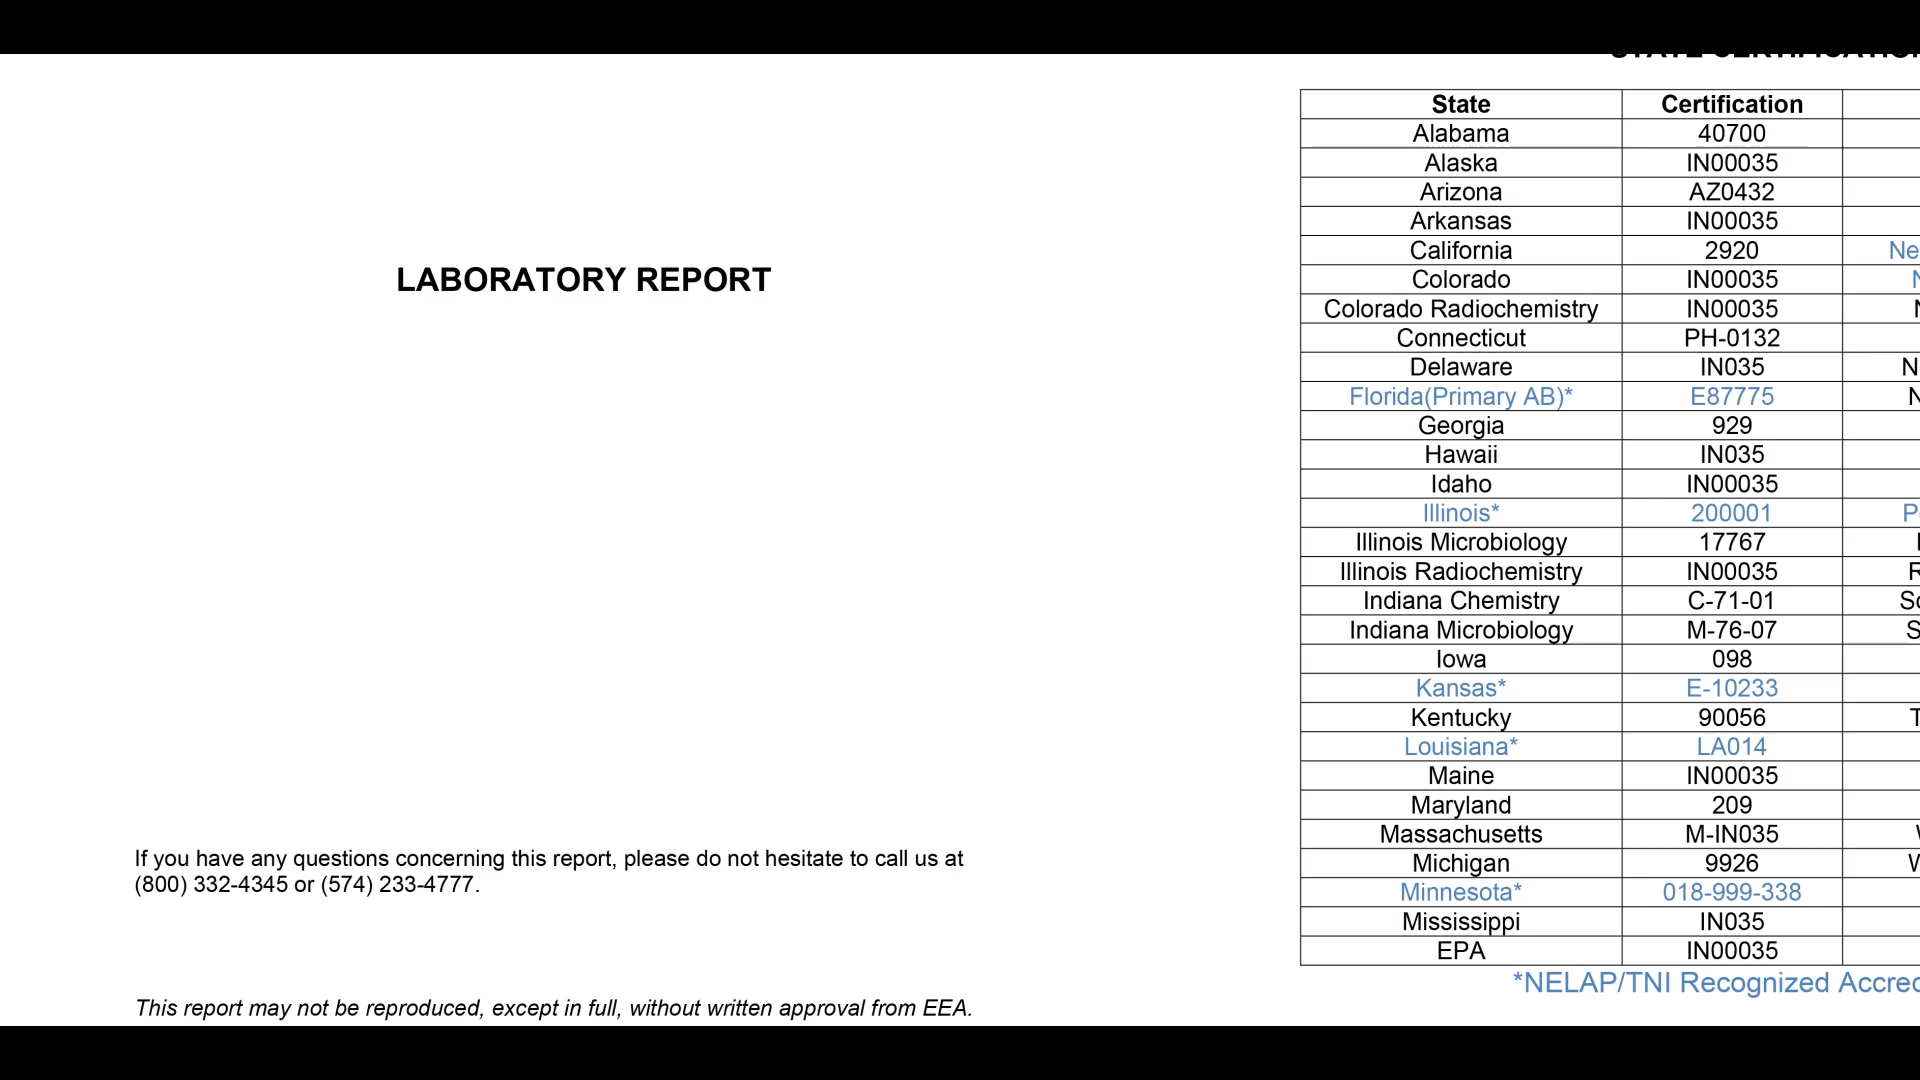 LABORATORY REPORT
If you have any questions concerning this report, please do not hesitate to call us at
(800) 332-4345 or (574) 233-4777.
This report may not be reproduced, except in full, without written approval from EEA.
State Certification
Alabama 40700
Alaska IN00035
Arizona AZ0432
Arkansas IN00035
California 2920
Colorado IN00035
Colorado Radiochemistry IN00035
Connecticut PH-0132
Delaware IN035
Florida(Primary AB)* E87775
Georgia 929
Hawaii IN035
Idaho IN00035
Illinois* 200001
Illinois Microbiology 17767
Illinois Radiochemistry IN00035
Indiana Chemistry C-71-01
Indiana Microbiology M-76-07
Iowa 098
Kansas* E-10233
Kentucky 90056
Louisiana* LA014
Maine IN00035
Maryland 209
Massachusetts M-IN035
Michigan 9926
Minnesota* 018-999-338
Mississippi IN035
EPA IN00035
*NELAP/TNI Recognized